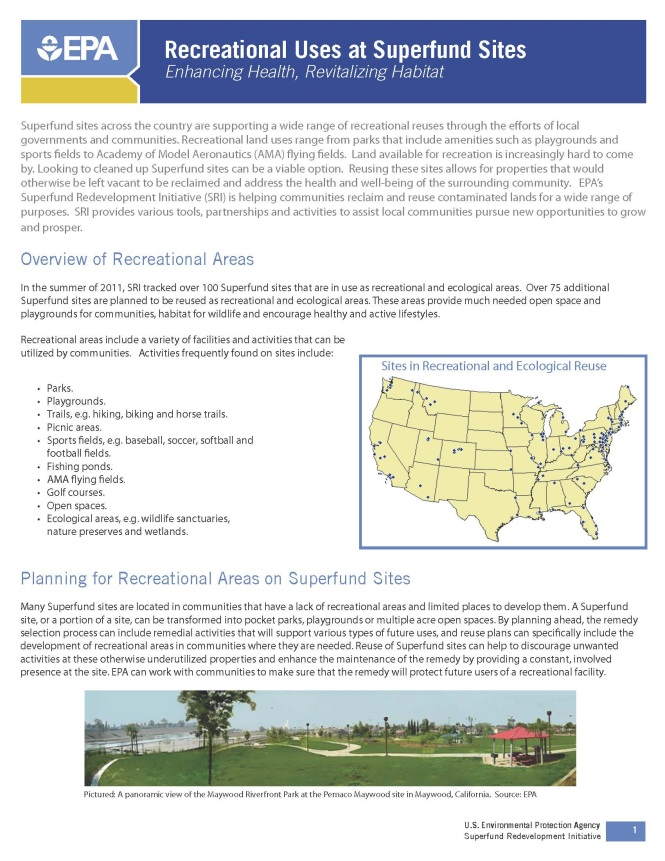 EPA
Recreational Uses at Superfund Sites
Enhancing Health, Revitalizing Habitat
Superfund sites across the country are supporting a wide range of recreational reuses through the efforts of local
governments and communities. Recreational land uses range from parks that include amenities such as playgrounds and
sports fields to Academy of Model Aeronautics (AMA) flying fields.  Land available for recreation is increasingly hard to come
by. Looking to cleaned up Superfund sites can be a viable option.  Reusing these sites allows for properties that would
otherwise be left vacant to be reclaimed and address the health and well-being of the surrounding community.   EPA's
Superfund Redevelopment Initiative (SRI) is helping communities reclaim and reuse contaminated lands for a wide range of
purposes.  SRI provides various tools, partnerships and activities to assist local communities pursue new opportunities to grow
and prosper.
Overview of Recreational Areas
In the summer of 2011, SRI tracked over 100 Superfund sites that are in use as recreational and ecological areas.  Over 75 additional
Superfund sites are planned to be reused as recreational and ecological areas. These areas provide much needed open space and
playgrounds for communities, habitat for wildlife and encourage healthy and active lifestyles.
Recreational areas include a variety of facilities and activities that can be
utilized by communities.   Activities frequently found on sites include:
• Parks.
• Playgrounds.
• Trails, e.g. hiking, biking and horse trails.
• Picnic areas.
• Sports fields, e.g. baseball, soccer, softball and
football fields.
• Fishing ponds.
• AMA flying fields.
• Golf courses.
• Open spaces.
• Ecological areas, e.g. wildlife sanctuaries,
nature preserves and wetlands.
Sites in Recreational and Ecological Reuse
Planning for Recreational Areas on Superfund Sites
Many Superfund sites are located in communities that have a lack of recreational areas and limited places to develop them. A Superfund
site, or a portion of a site, can be transformed into pocket parks, playgrounds or multiple acre open spaces. By planning ahead, the remedy
selection process can include remedial activities that will support various types of future uses, and reuse plans can specifically include the
development of recreational areas in communities where they are needed. Reuse of Superfund sites can help to discourage unwanted
activities at these otherwise underutilized properties and enhance the maintenance of the remedy by providing a constant, involved
presence at the site. EPA can work with communities to make sure that the remedy will protect future users of a recreational facility.
Pictured: A panoramic view of the Maywood Riverfront Park at the Pemaco Maywood site in Maywood, California.  Source: EPA
U.S. Environmental Protection Agency
Superfund Redevelopment Initiative
1